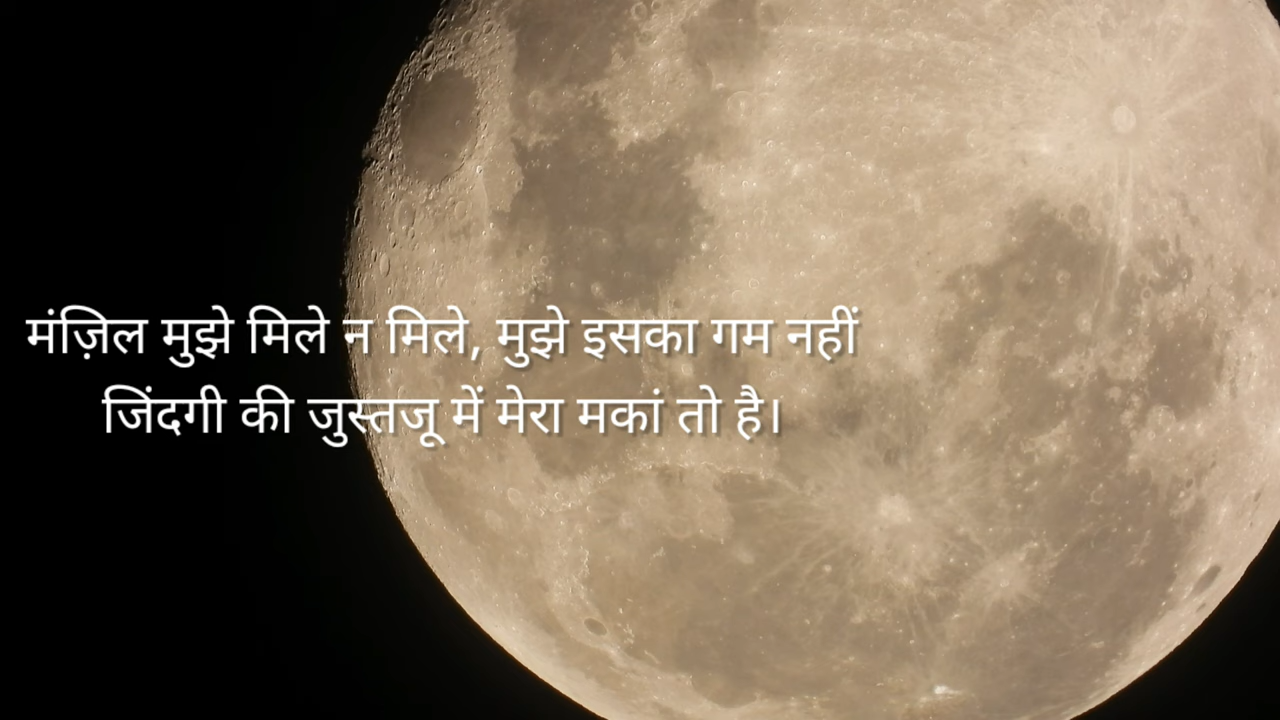 मंज़िल मुझे मिले न मिले, मुझे इसका गम नहीं
जिंदगी की जुस्तजू में मेरा मकां तो है।